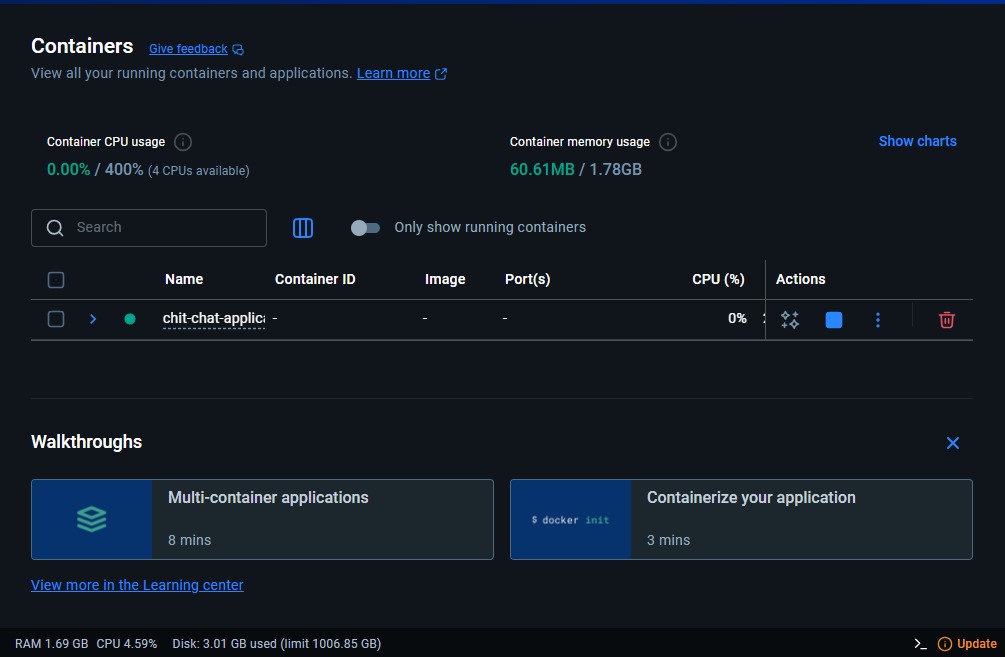 Containers Give feedback
View all your running containers and applications. Learn more
Container CPU usage
0.00% / 400% (4 CPUs available)
Container memory usage
60.61MB / 1.78GB
Show charts
Search
Only show running containers
Name Container ID Image Port(s) CPU (%) Actions
chit-chat-applic - - - 0%
Walkthroughs
Multi-container applications
8 mins
$ docker init
Containerize your application
3 mins
View more in the Learning center
RAM 1.69 GB CPU 4.59% Disk: 3.01 GB used (limit 1006.85 GB) Update